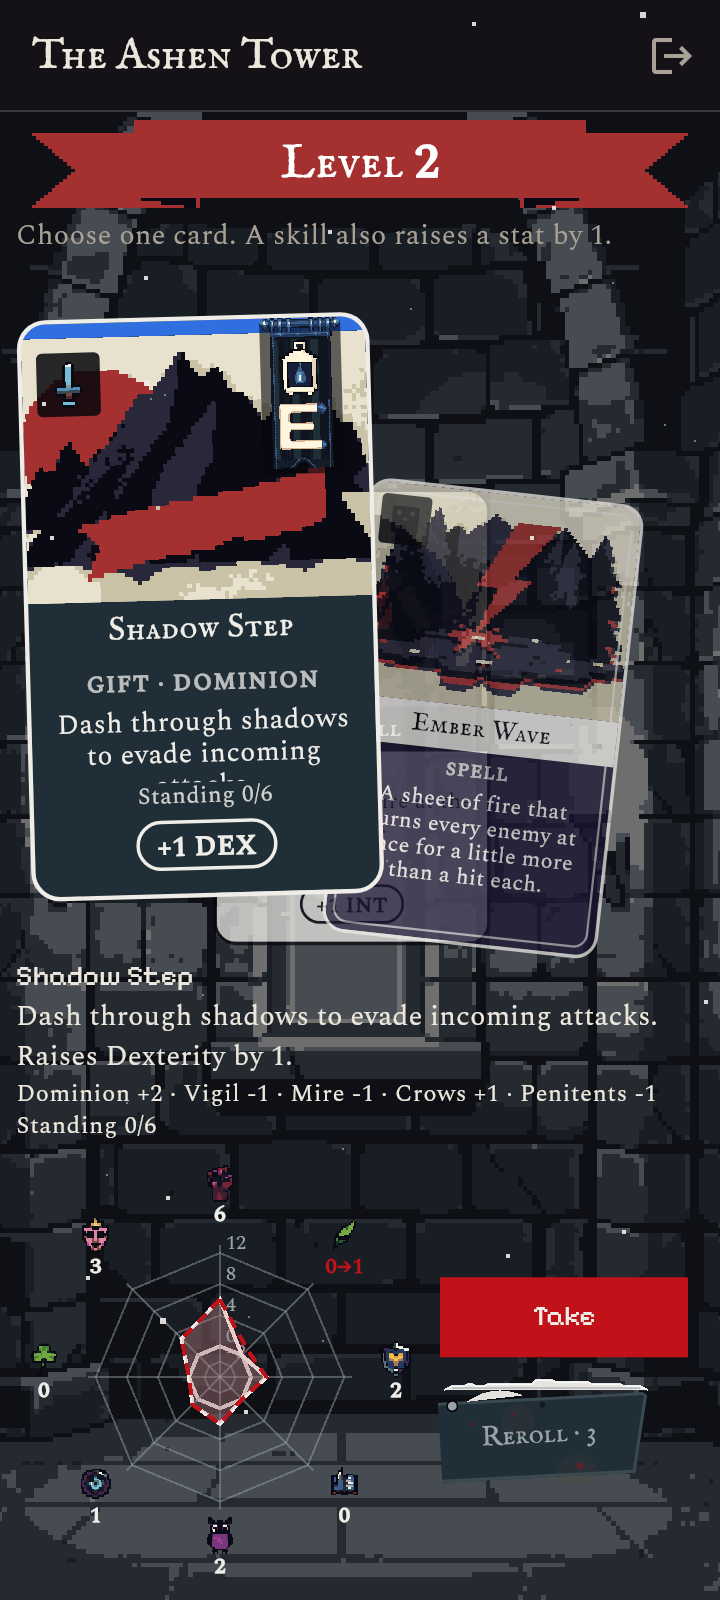 The Ashen Tower
Level 2
Choose one card. A skill also raises a stat by 1.
E
Shadow Step
GIFT · DOMINION
Dash through shadows
to evade incoming
attacks.
Standing 0/6
+1 DEX
LL
Ember Wave
SPELL
A sheet of fire that
urns every enemy at
ce for a little more
than a hit each.
INT
Shadow Step
Dash through shadows to evade incoming attacks.
Raises Dexterity by 1.
Dominion +2 · Vigil -1 · Mire -1 · Crows +1 · Penitents -1
Standing 0/6
6
12
3
8
0→1
4
0
2
1
0
2
Take
Reroll · 3